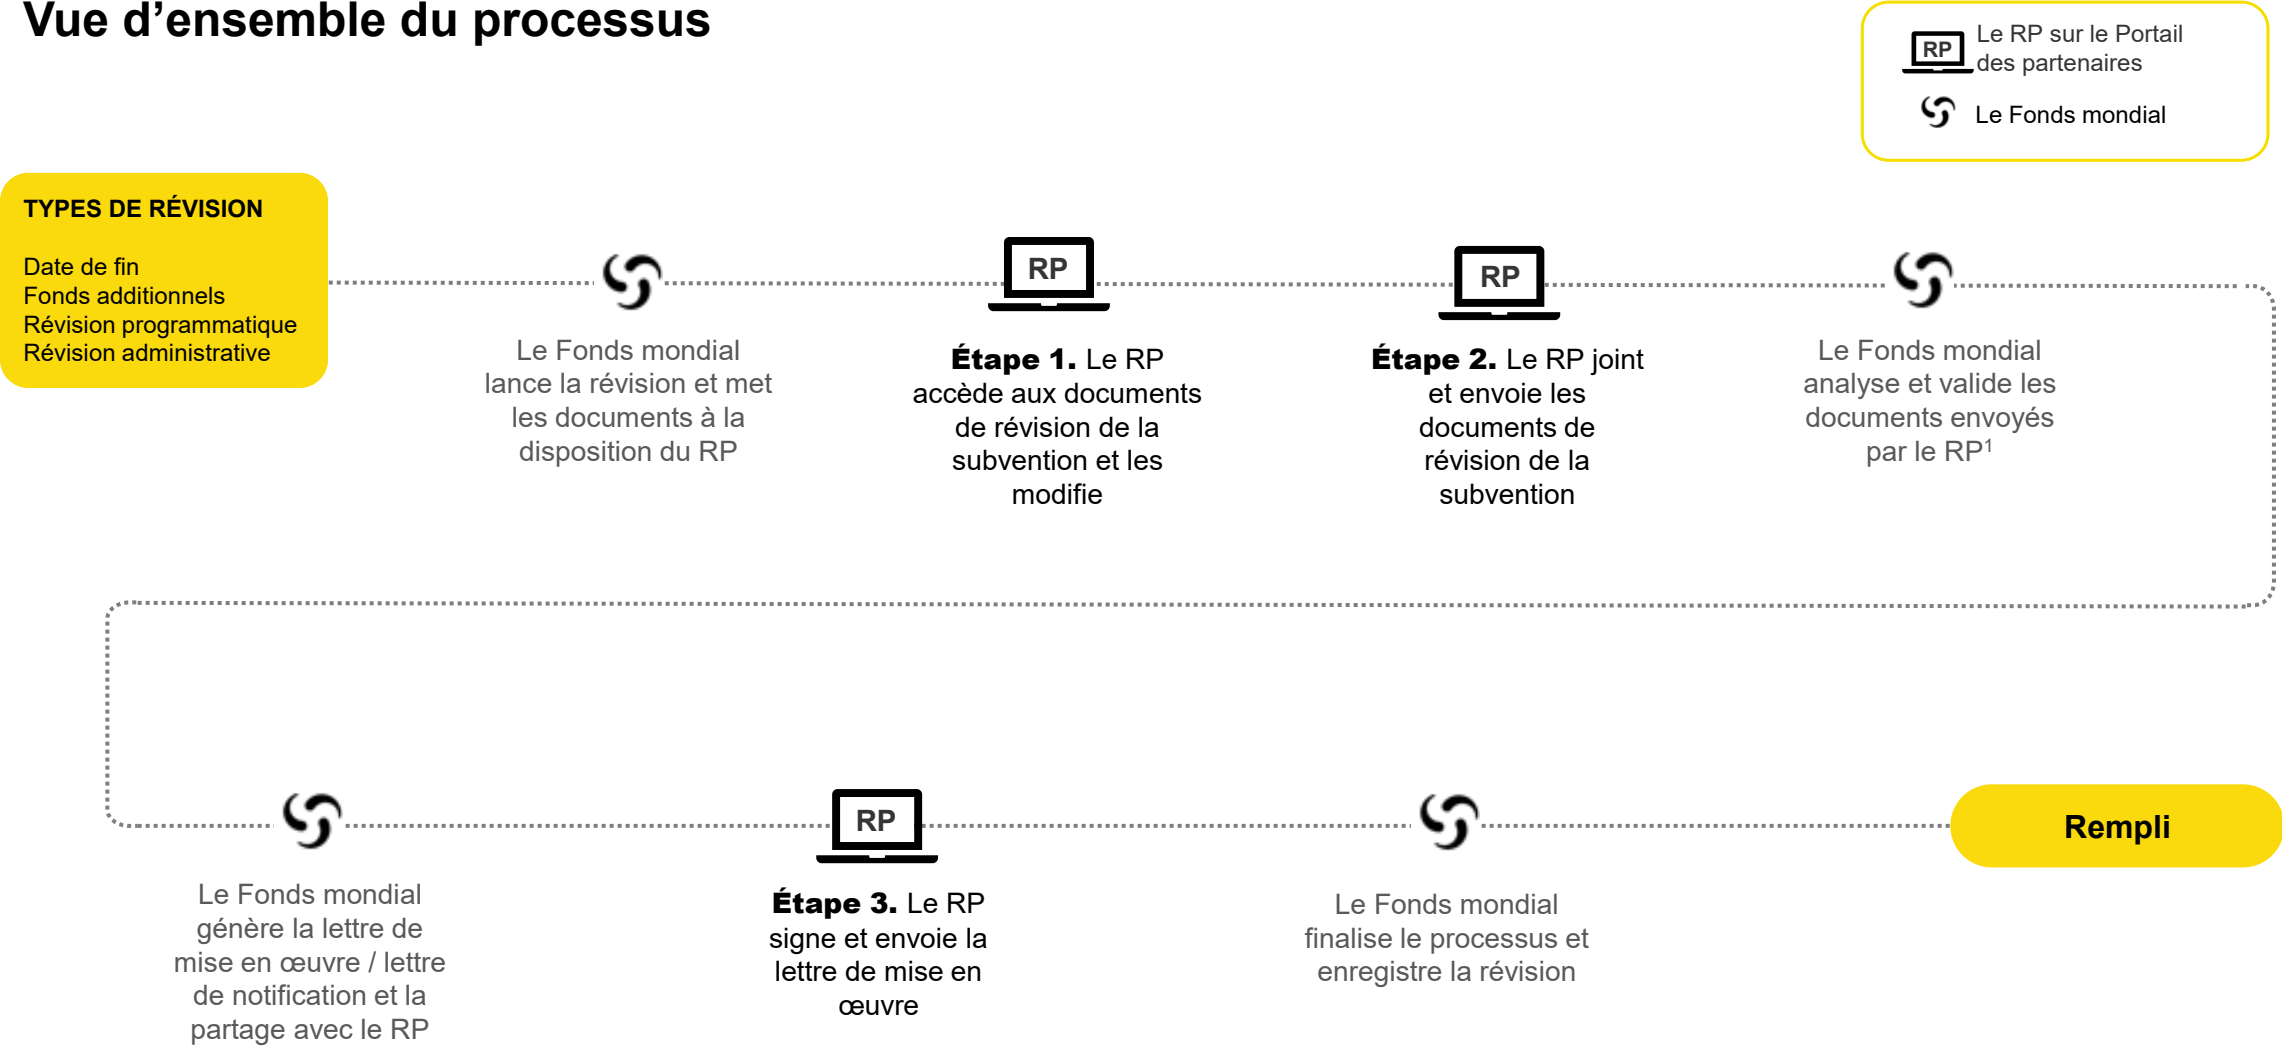 Vue d’ensemble du processus
RP
Le RP sur le Portail
des partenaires
Le Fonds mondial
TYPES DE RÉVISION
Date de fin
Fonds additionnels
Révision programmatique
Révision administrative
Le Fonds mondial
lance la révision et met
les documents à la
disposition du RP
RP
Étape 1. Le RP
accède aux documents
de révision de la
subvention et les
modifie
RP
Étape 2. Le RP joint
et envoie les
documents de
révision de la
subvention
Le Fonds mondial
analyse et valide les
documents envoyés
par le RP¹
Le Fonds mondial
génère la lettre de
mise en œuvre / lettre
de notification et la
partage avec le RP
RP
Étape 3. Le RP
signe et envoie la
lettre de mise en
œuvre
Le Fonds mondial
finalise le processus et
enregistre la révision
Rempli